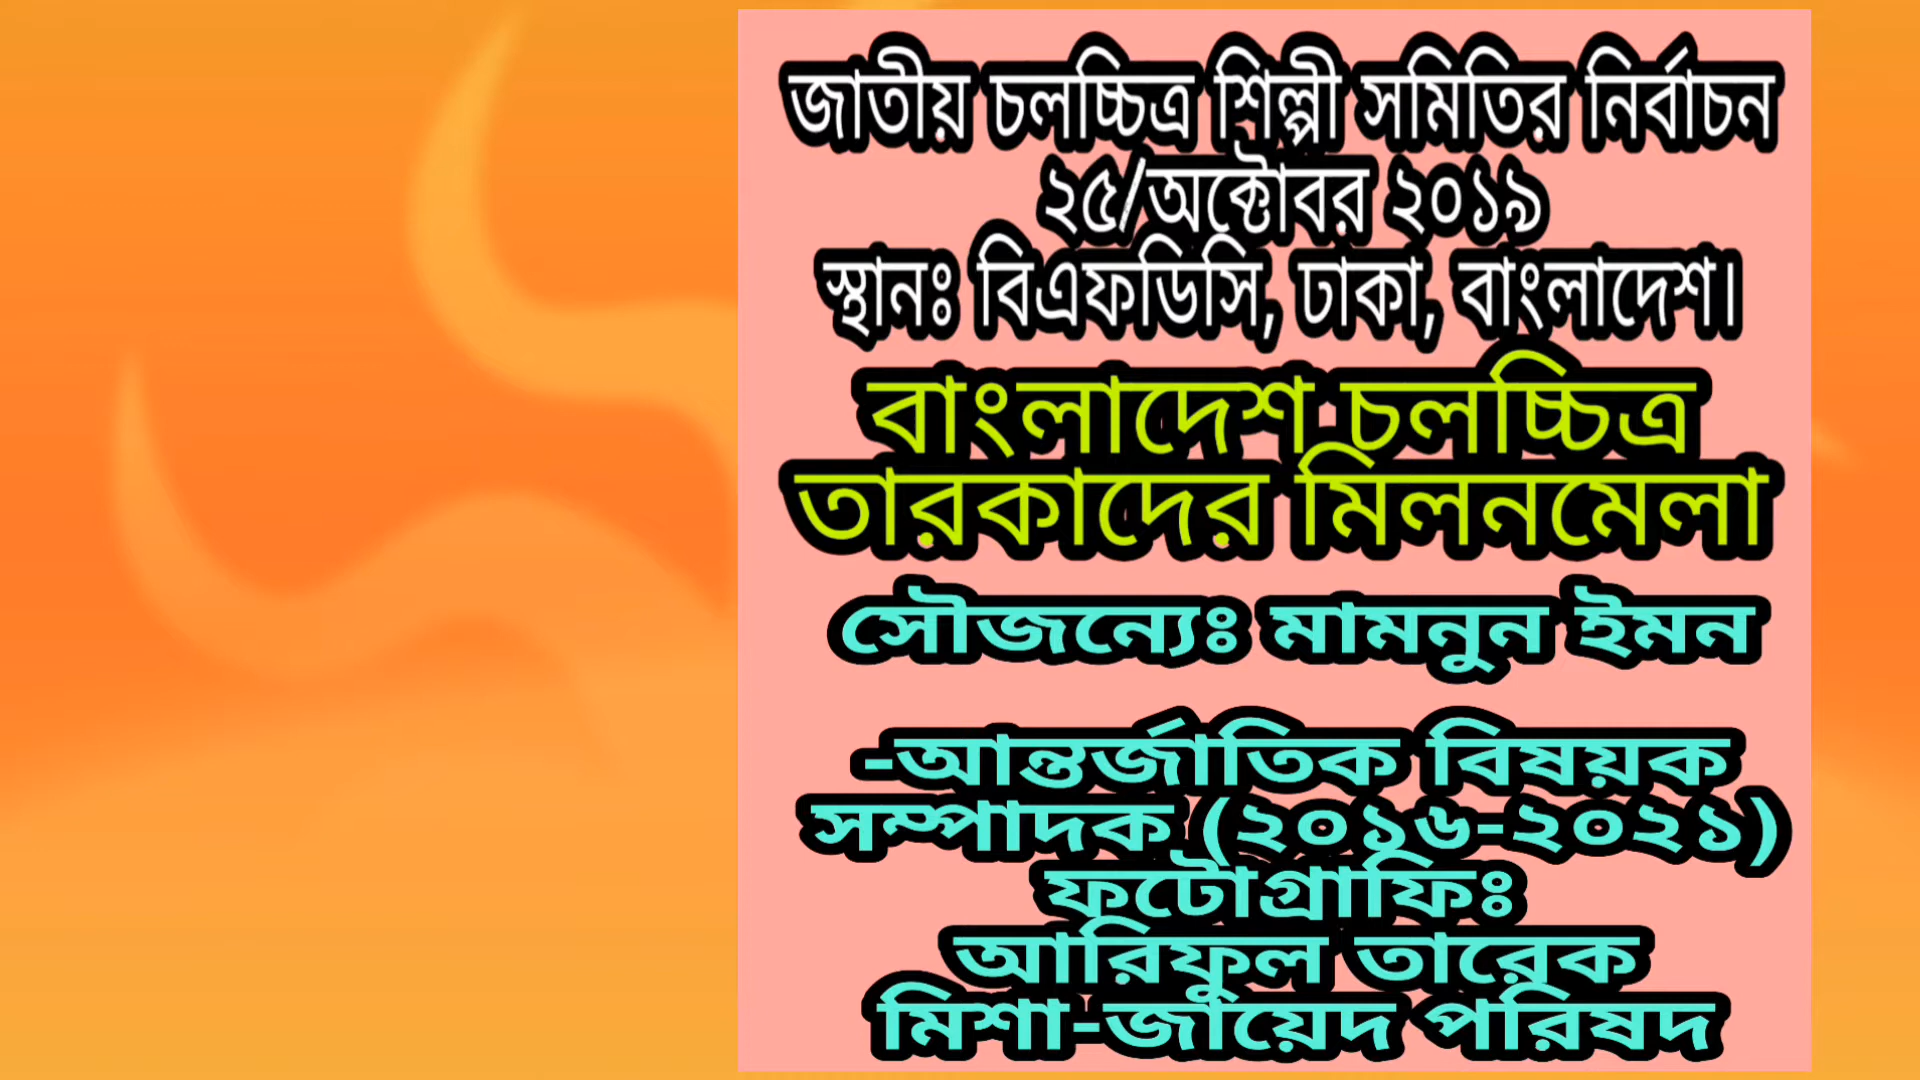 জাতীয় চলচ্চিত্র শিল্পী সমিতির নির্বাচন
২৫/অক্টোবর ২০১৯
স্থানঃ বিএফডিসি, ঢাকা, বাংলাদেশ।
বাংলাদেশ চলচ্চিত্র
তারকাদের মিলনমেলা
সৌজন্যেঃ মামনুন ইমন
-আন্তর্জাতিক বিষয়ক
সম্পাদক (২০১৬-২০২১)
ফটোগ্রাফিঃ
আরিফুল তারেক
মিশা-জায়েদ পরিষদ